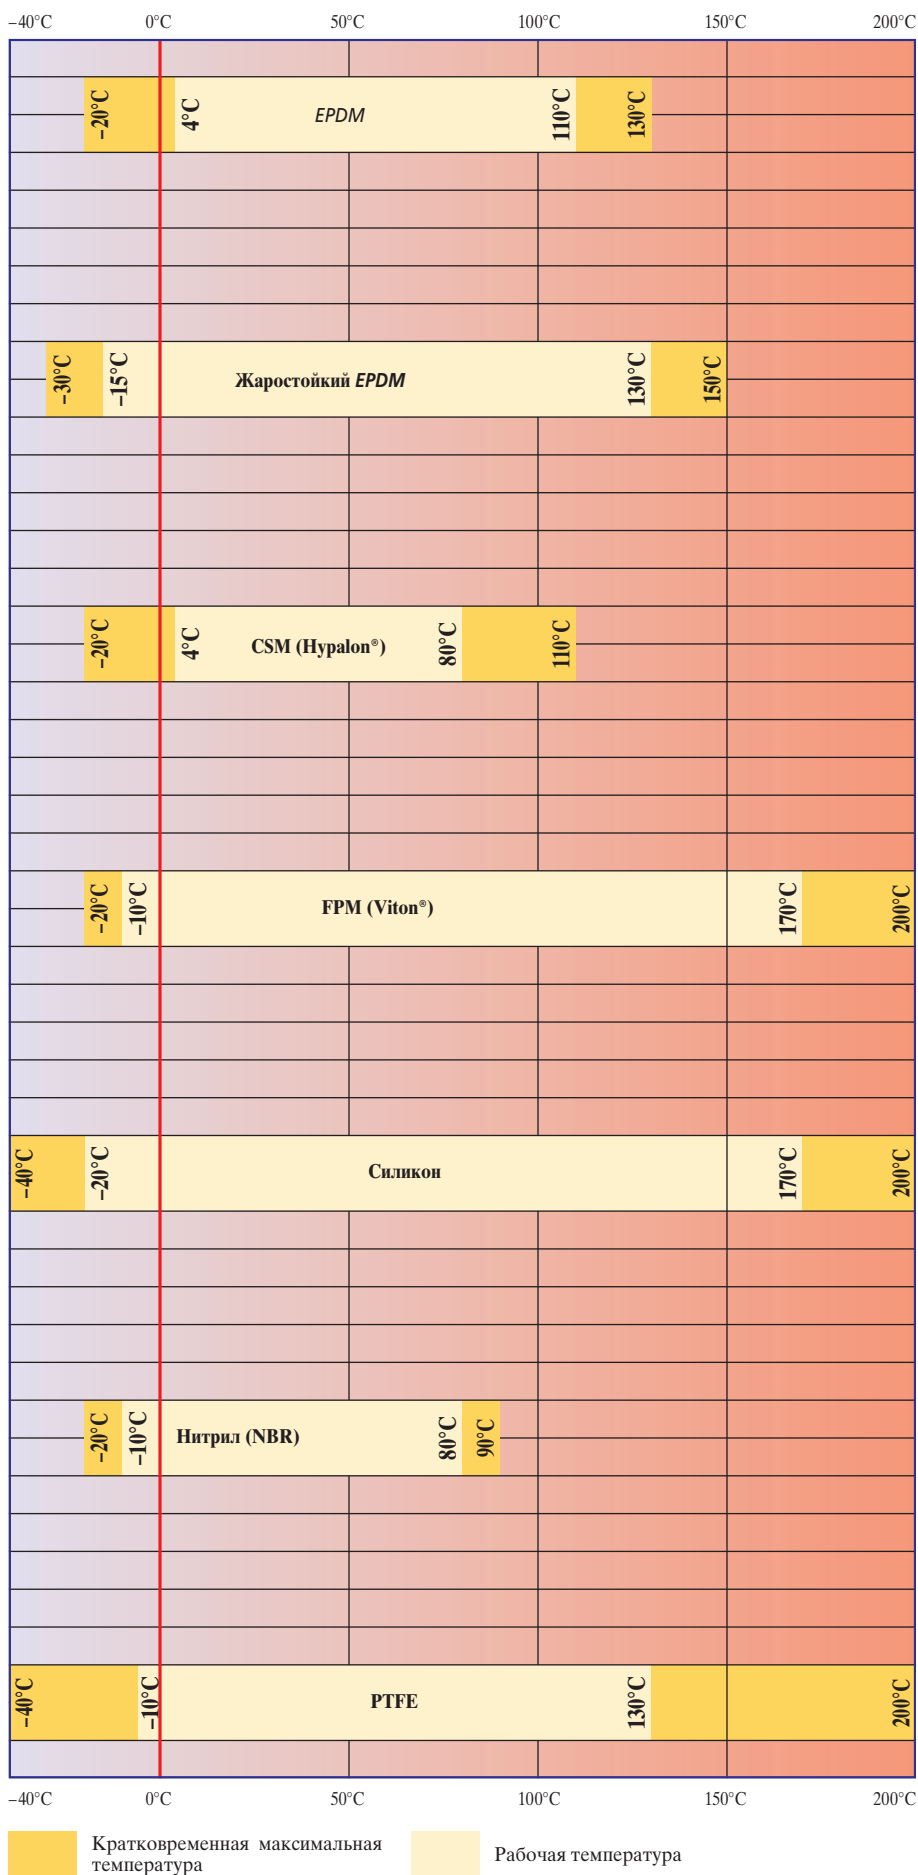 −40°C 0°C 50°C 100°C 150°C 200°C
−20°C 4°C EPDM 110°C 130°C
−30°C −15°C Жаростойкий EPDM 130°C 150°C
−20°C 4°C CSM (Hypalon®) 80°C 110°C
−20°C −10°C FPM (Viton®) 170°C 200°C
−40°C −20°C Силикон 170°C 200°C
−20°C −10°C Нитрил (NBR) 80°C 90°C
−40°C −10°C PTFE 130°C 200°C
−40°C 0°C 50°C 100°C 150°C 200°C
Кратковременная максимальная
температура
Рабочая температура